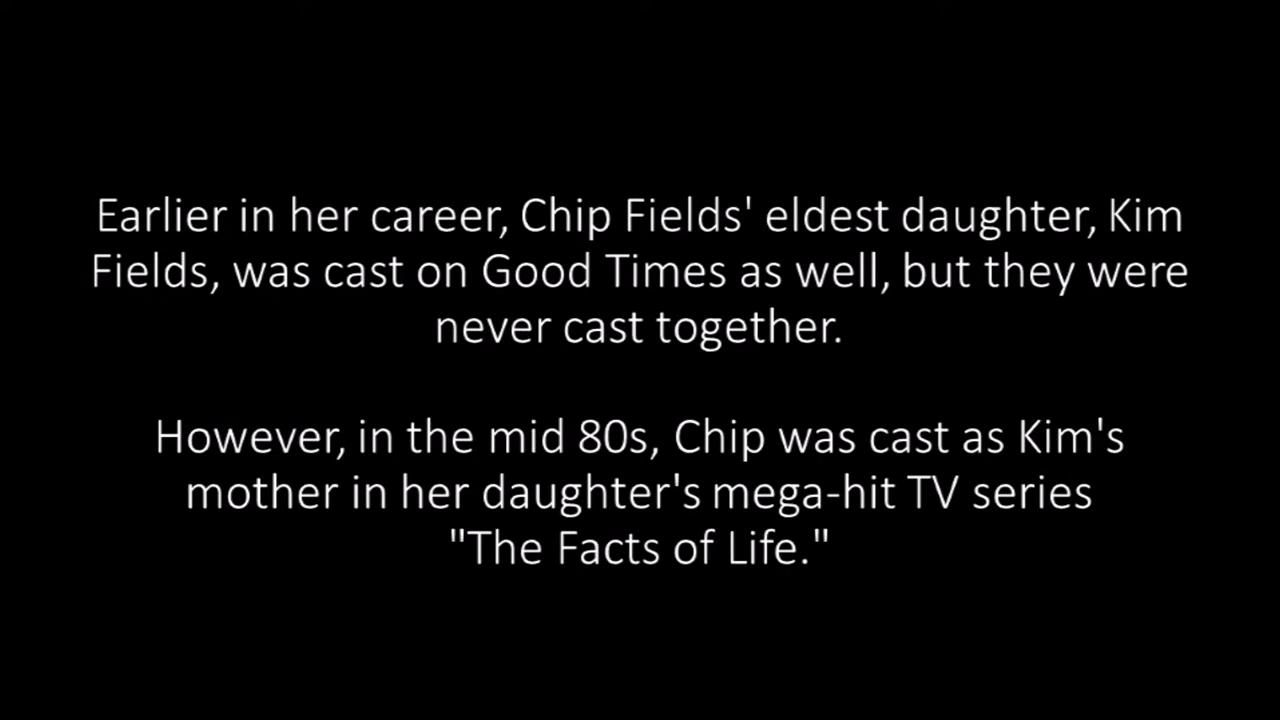 Earlier in her career, Chip Fields' eldest daughter, Kim
Fields, was cast on Good Times as well, but they were
never cast together.
However, in the mid 80s, Chip was cast as Kim's
mother in her daughter's mega-hit TV series
"The Facts of Life."